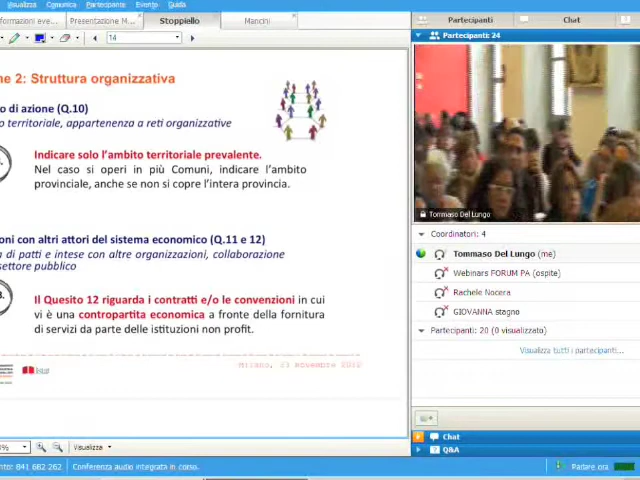 Visualizza Comunica Partecipante Evento Guida
Presentazione M... Stoppiello Mancini
Partecipanti Chat
14
Partecipanti: 24
ne 2: Struttura organizzativa
o di azione (Q.10)
o territoriale, appartenenza a reti organizzative
Indicare solo l'ambito territoriale prevalente.
Nel caso si operi in più Comuni, indicare l'ambito
provinciale, anche se non si copre l'intera provincia.
Tommaso Del Lungo
Coordinatori: 4
Tommaso Del Lungo (me)
Webinars FORUM PA (ospite)
Rachele Nocera
GIOVANNA stagno
Partecipanti: 20 (0 visualizzato)
Visualizza tutti i partecipanti...
oni con altri attori del sistema economico (Q.11 e 12)
a di patti e intese con altre organizzazioni, collaborazione
settore pubblico
Il Quesito 12 riguarda i contratti e/o le convenzioni in cui
vi è una contropartita economica a fronte della fornitura
di servizi da parte delle istituzioni non profit.
Milano, 23 novembre 2012
Chat
Q&A
Visualizza
nto: 841 682 262 Conferenza audio integrata in corso.
Parlare ora